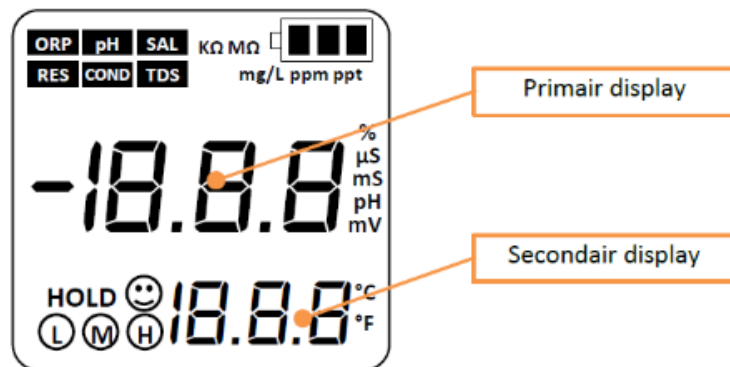 ORP pH SAL KΩ MΩ
RES COND TDS mg/L ppm ppt
Primair display
-18.8.8
%
µS
mS
pH
mV
Secondair display
HOLD
L M H
18.8.8
°C
°F